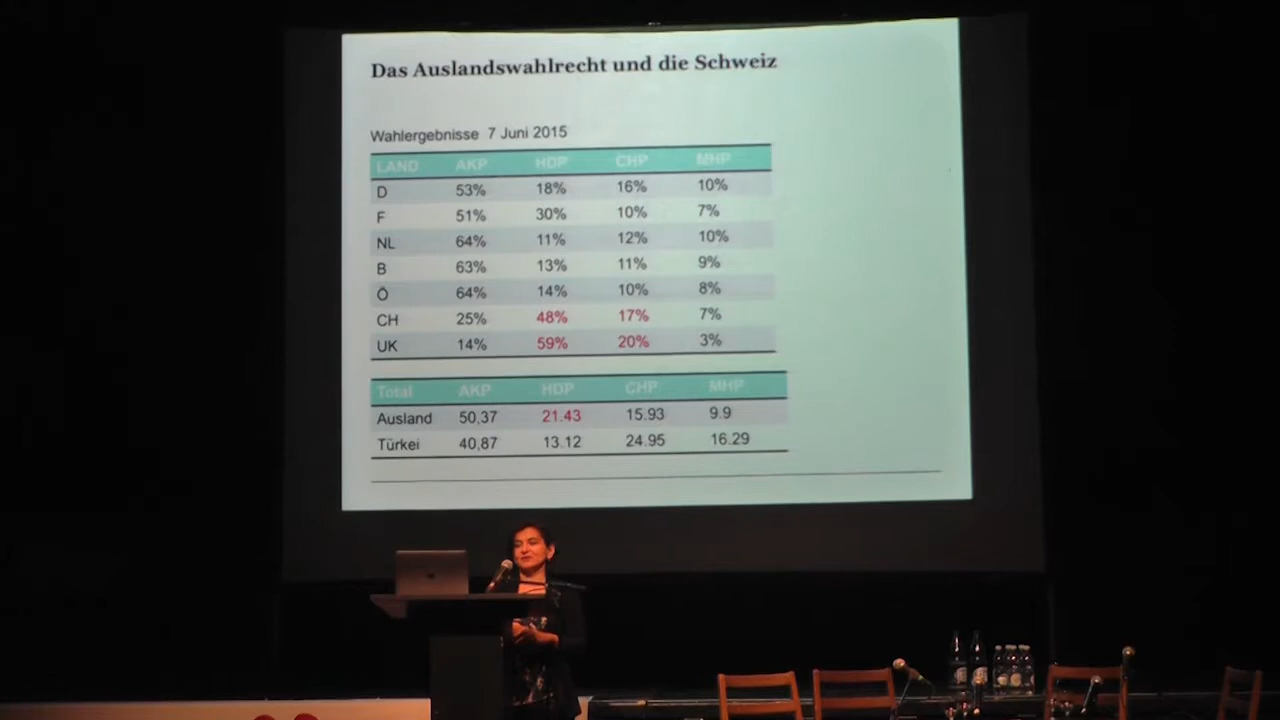 Das Auslandswahlrecht und die Schweiz
Wahlergebnisse 7 Juni 2015
LAND AKP HDP CHP MHP
D 53% 18% 16% 10%
F 51% 30% 10% 7%
NL 64% 11% 12% 10%
B 63% 13% 11% 9%
Ö 64% 14% 10% 8%
CH 25% 48% 17% 7%
UK 14% 59% 20% 3%
Total AKP HDP CHP MHP
Ausland 50,37 21.43 15.93 9.9
Türkei 40,87 13.12 24.95 16.29